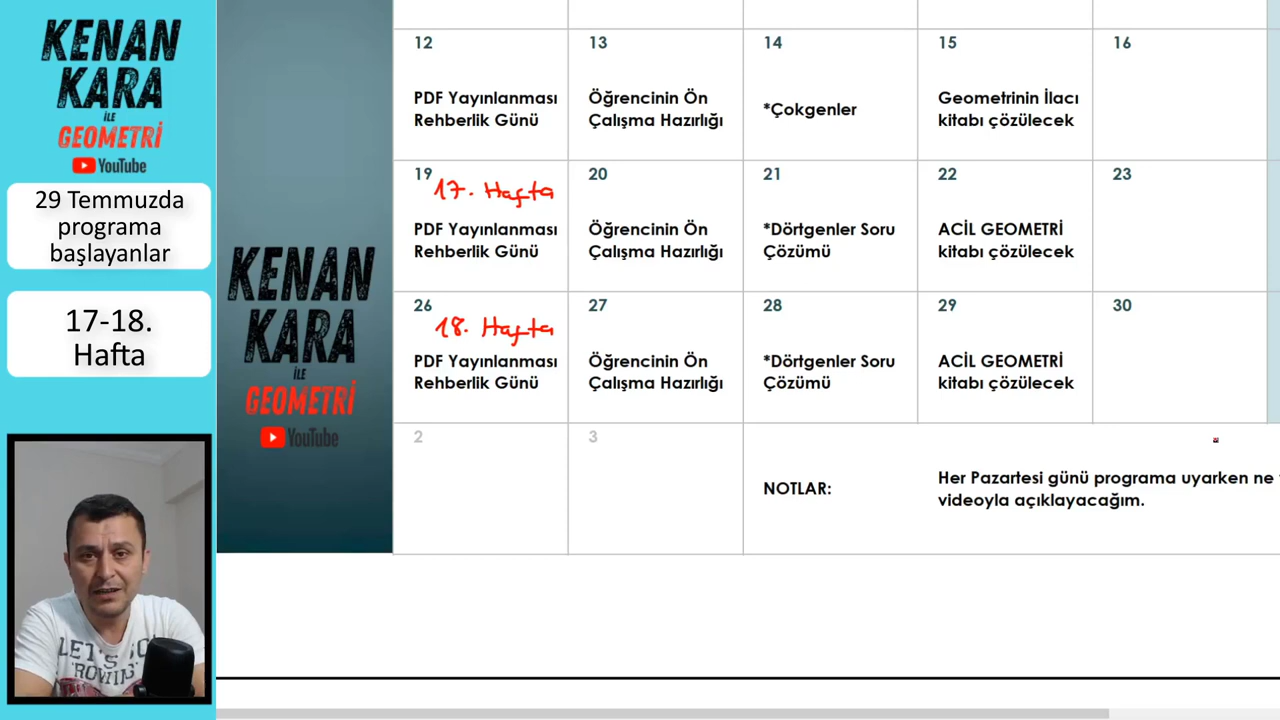 KENAN
KARA
İLE
GEOMETRİ
YouTube
29 Temmuzda
programa
başlayanlar
17-18.
Hafta
KENAN
KARA
İLE
GEOMETRİ
YouTube
12
13
14
15
16
PDF Yayınlanması
Rehberlik Günü
Öğrencinin Ön
Çalışma Hazırlığı
*Çokgenler
Geometrinin İlacı
kitabı çözülecek
19
17. Hafta
20
21
22
23
PDF Yayınlanması
Rehberlik Günü
Öğrencinin Ön
Çalışma Hazırlığı
*Dörtgenler Soru
Çözümü
ACİL GEOMETRİ
kitabı çözülecek
26
18. Hafta
27
28
29
30
PDF Yayınlanması
Rehberlik Günü
Öğrencinin Ön
Çalışma Hazırlığı
*Dörtgenler Soru
Çözümü
ACİL GEOMETRİ
kitabı çözülecek
2
3
NOTLAR:
Her Pazartesi günü programa uyarken ne
videoyla açıklayacağım.